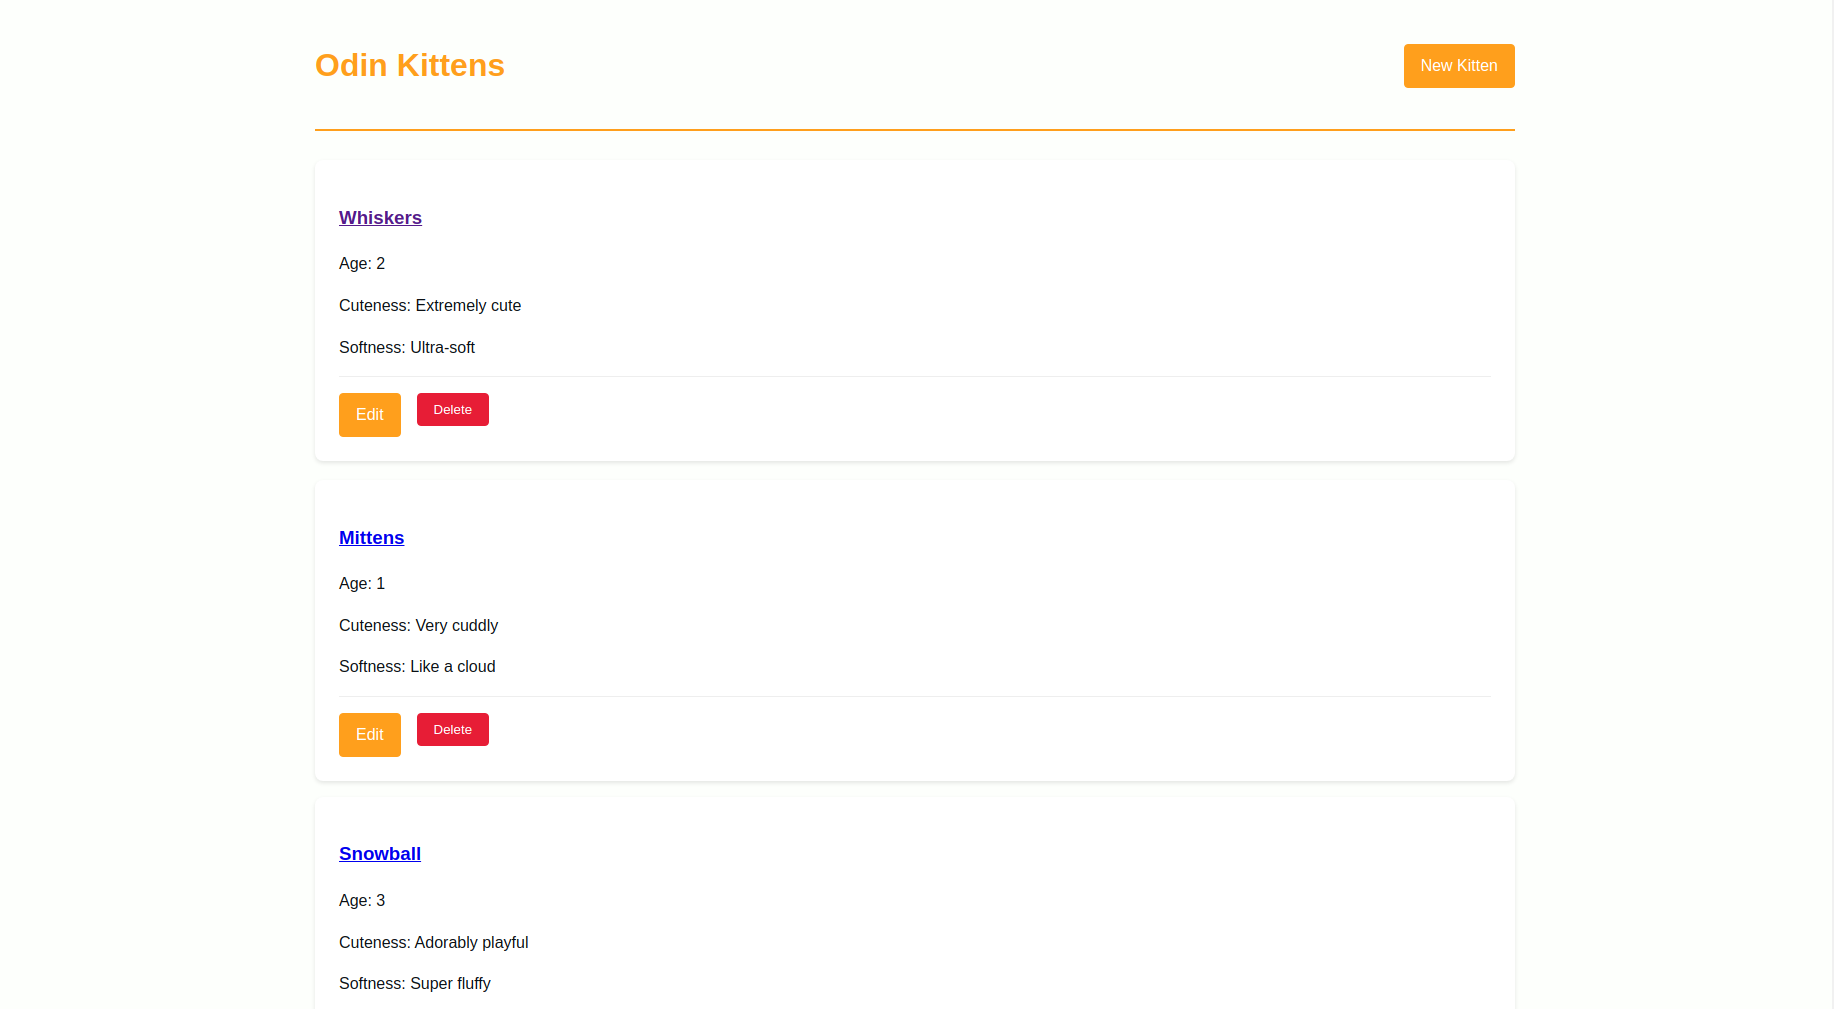 Odin Kittens
New Kitten
Whiskers
Age: 2
Cuteness: Extremely cute
Softness: Ultra-soft
Edit
Delete
Mittens
Age: 1
Cuteness: Very cuddly
Softness: Like a cloud
Edit
Delete
Snowball
Age: 3
Cuteness: Adorably playful
Softness: Super fluffy